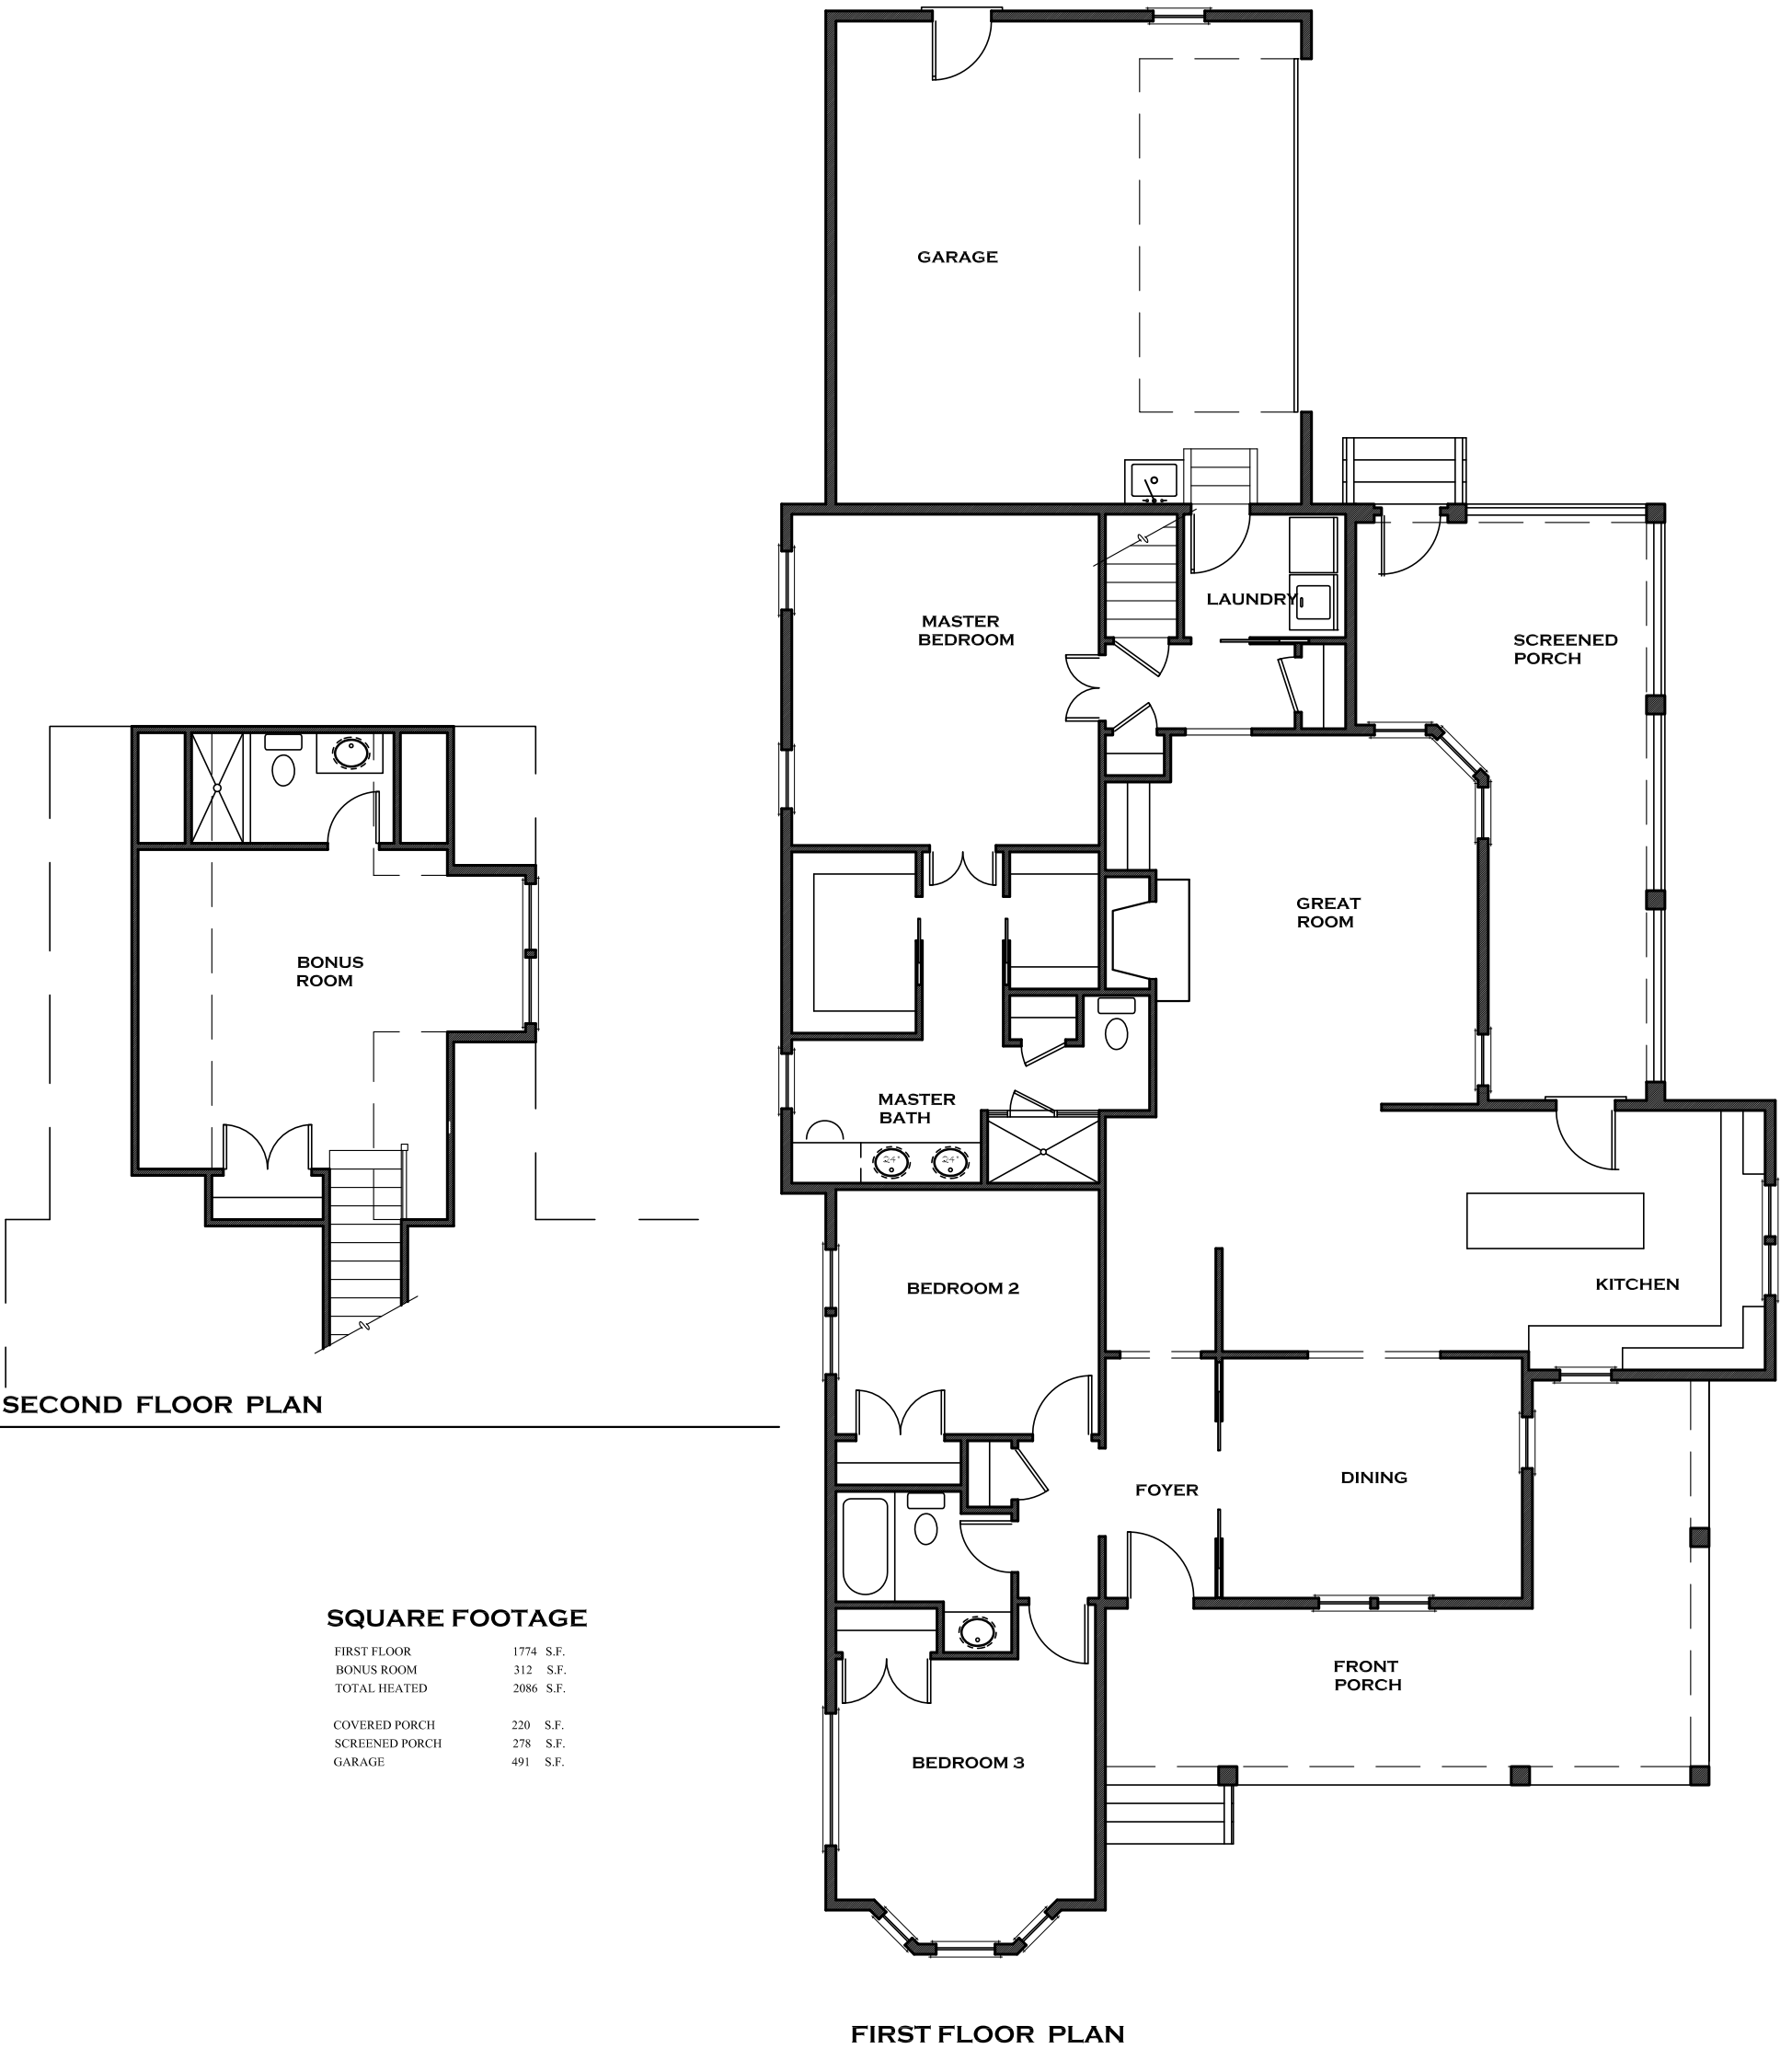 GARAGE
MASTER
BEDROOM
LAUNDRY
SCREENED
PORCH
GREAT
ROOM
BONUS
ROOM
MASTER
BATH
24"
24"
BEDROOM 2
KITCHEN
SECOND FLOOR PLAN
FOYER
DINING
SQUARE FOOTAGE
FIRST FLOOR 1774 S.F.
BONUS ROOM 312 S.F.
TOTAL HEATED 2086 S.F.
COVERED PORCH 220 S.F.
SCREENED PORCH 278 S.F.
GARAGE 491 S.F.
FRONT
PORCH
BEDROOM 3
FIRST FLOOR PLAN